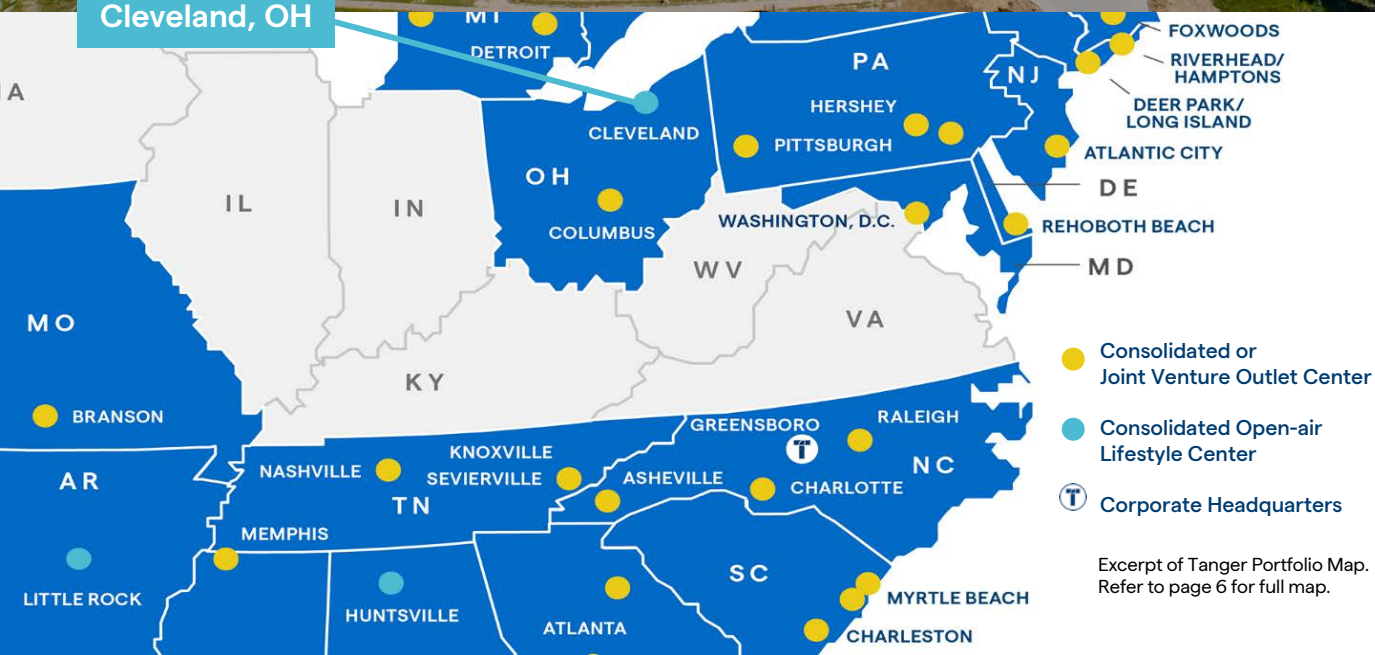 Cleveland, OH
MI
DETROIT
FOXWOODS
RIVERHEAD/
HAMPTONS
DEER PARK/
LONG ISLAND
PA
NJ
HERSHEY
PITTSBURGH
ATLANTIC CITY
DE
REHOBOTH BEACH
MD
CLEVELAND
OH
COLUMBUS
WASHINGTON, D.C.
A
IL
IN
WV
VA
MO
KY
BRANSON
Consolidated or
Joint Venture Outlet Center
Consolidated Open-air
Lifestyle Center
T
Corporate Headquarters
GREENSBORO
T
RALEIGH
NC
KNOXVILLE
NASHVILLE
SEVIERVILLE
ASHEVILLE
CHARLOTTE
TN
AR
MEMPHIS
LITTLE ROCK
HUNTSVILLE
ATLANTA
SC
MYRTLE BEACH
CHARLESTON
Excerpt of Tanger Portfolio Map.
Refer to page 6 for full map.